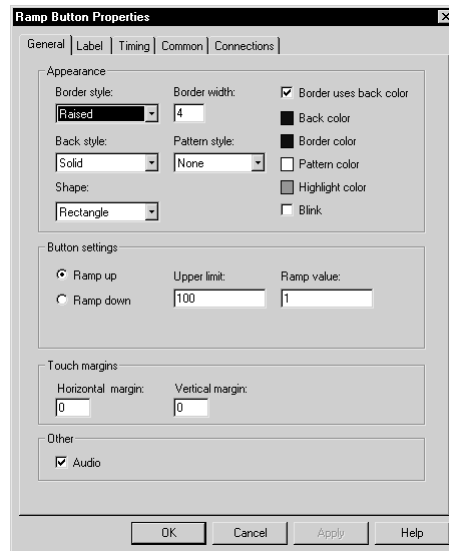 Ramp Button Properties
General Label Timing Common Connections
Appearance
Border style: Border width: Border uses back color
Raised 4 Back color
Back style: Pattern style: Border color
Solid None Pattern color
Shape: Highlight color
Rectangle Blink
Button settings
Ramp up Upper limit: Ramp value:
Ramp down 100 1
Touch margins
Horizontal margin: Vertical margin:
0 0
Other
Audio
OK Cancel Apply Help